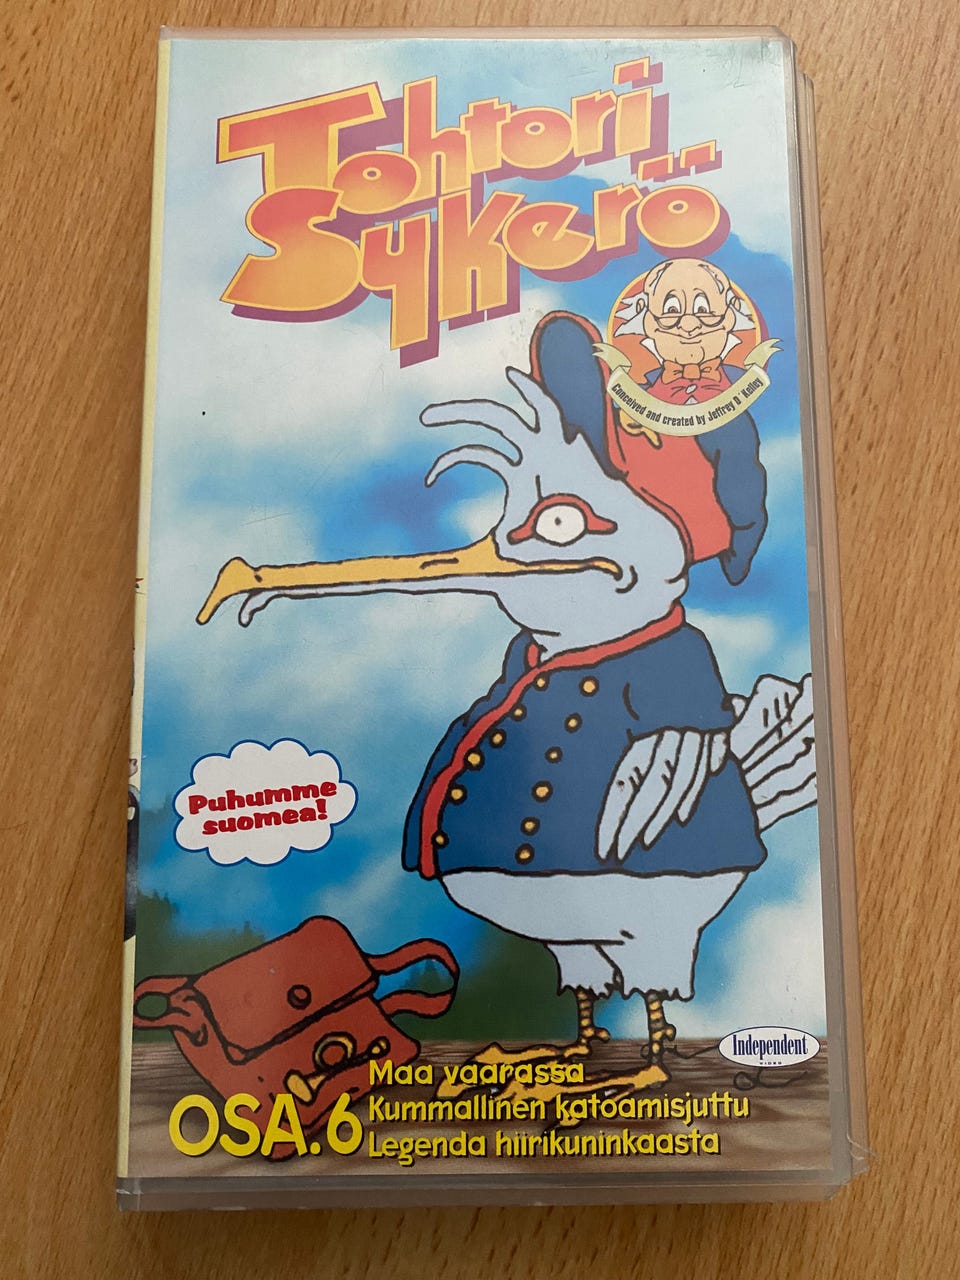 Tohtori
Sykerö
Conceived and created by Jeffrey D'Kelley
Puhumme
suomea!
Independent
VIDEO
OSA.6
Maa vaarassa
Kummallinen katoamisjuttu
Legenda hiirikuninkaasta